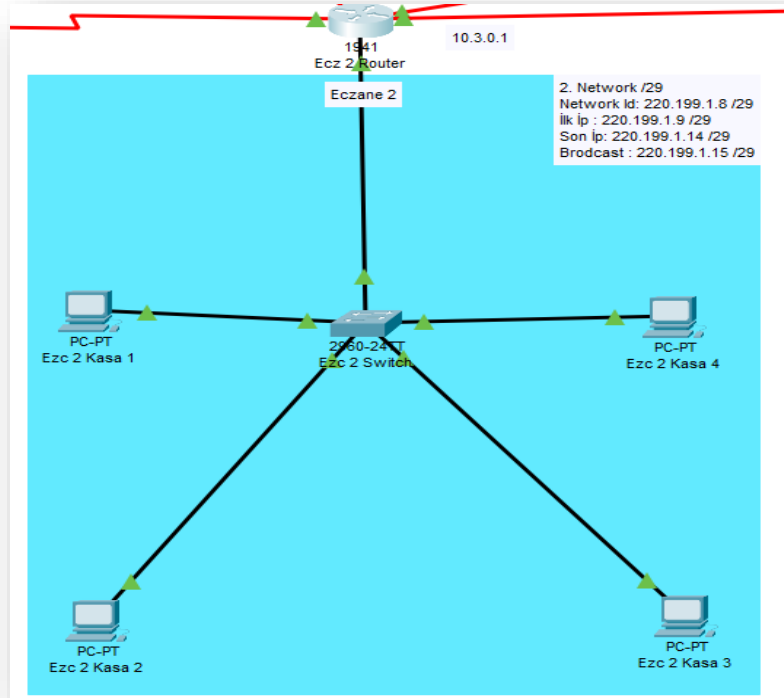 10.3.0.1
1941
Ecz 2 Router
Eczane 2
2. Network /29
Network Id: 220.199.1.8 /29
İlk İp : 220.199.1.9 /29
Son İp: 220.199.1.14 /29
Brodcast : 220.199.1.15 /29
PC-PT
Ezc 2 Kasa 1
2960-24TT
Ezc 2 Switch
PC-PT
Ezc 2 Kasa 4
PC-PT
Ezc 2 Kasa 2
PC-PT
Ezc 2 Kasa 3